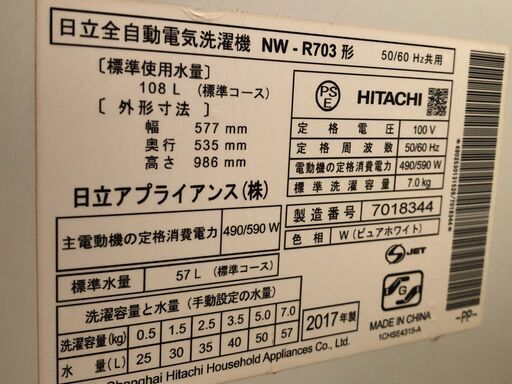 日立全自動電気洗濯機 NW-R703 形 50/60 Hz共用
〔標準使用水量〕
108 L (標準コース)
〔外形寸法〕
幅 577 mm
奥行 535 mm
高さ 986 mm
日立アプライアンス(株)
主電動機の定格消費電力 490/590 W
標準水量 57 L (標準コース)
洗濯容量と水量 (手動設定の水量)
洗濯容量(kg) 0.5 1.5 2.5 3.5 5.0 7.0
水量(L) 25 30 35 40 50 57
Shanghai Hitachi Household Appliances Co., Ltd.
PSE HITACHI
定格電圧 100 V
定格周波数 50/60 Hz
電動機の定格消費電力 490/590 W
標準洗濯容量 7.0 kg
製造番号 7018344
色相 W (ピュアホワイト)
S JET
2017年製
SG
MADE IN CHINA
1CHSE4315-A
-PP-